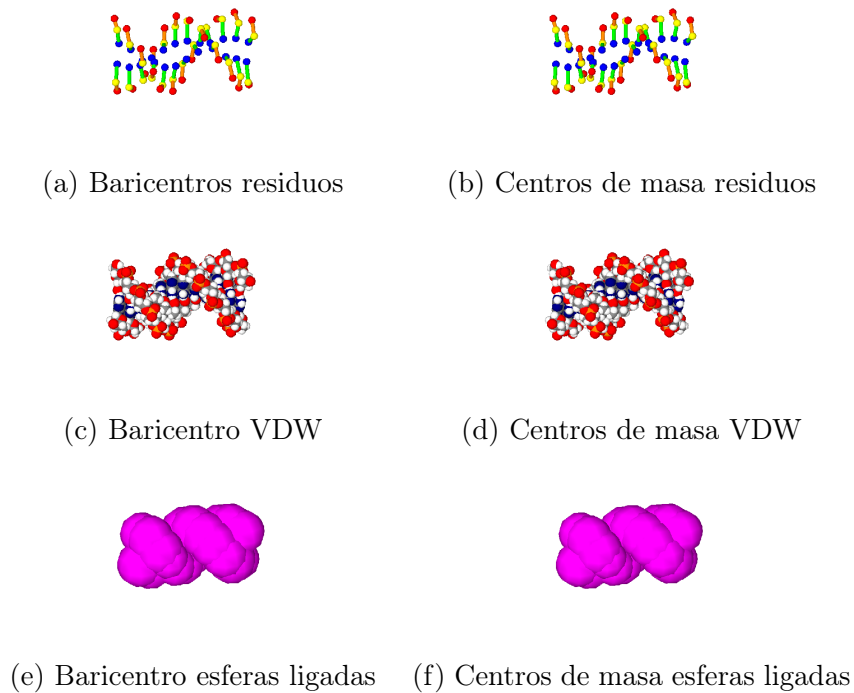 (a) Baricentros residuos
(b) Centros de masa residuos
(c) Baricentro VDW
(d) Centros de masa VDW
(e) Baricentro esferas ligadas
(f) Centros de masa esferas ligadas